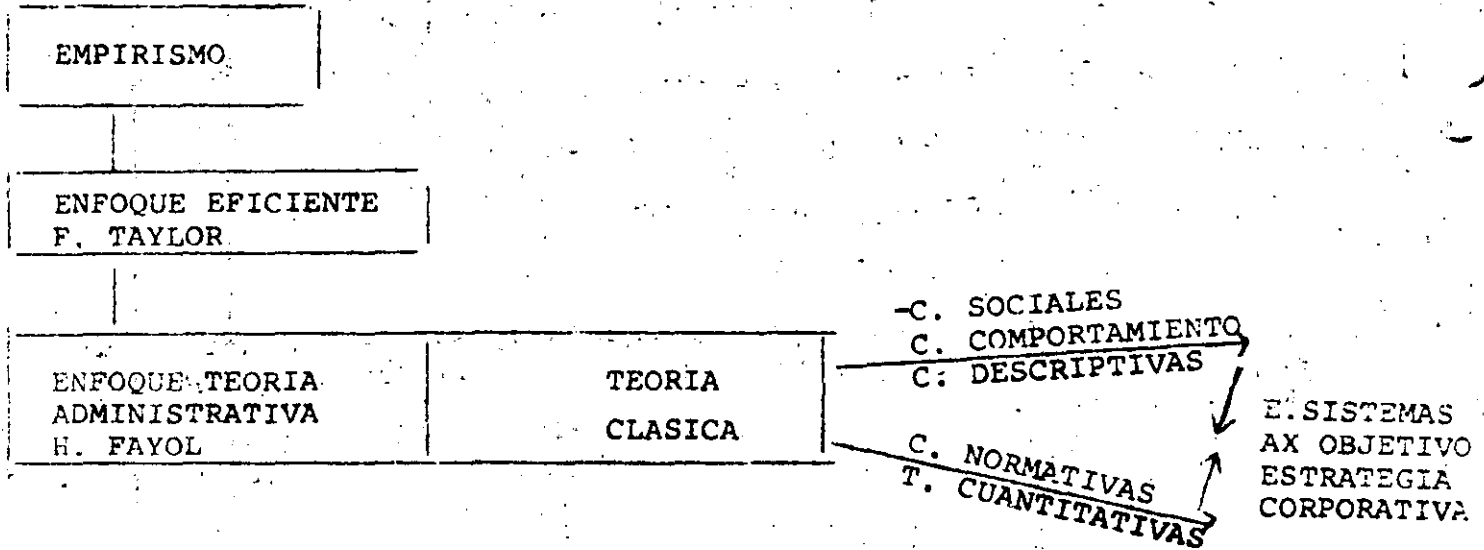 EMPIRISMO
ENFOQUE EFICIENTE
F. TAYLOR
ENFOQUE TEORIA
ADMINISTRATIVA
H. FAYOL
TEORIA
CLASICA
-C. SOCIALES
C. COMPORTAMIENTO
C: DESCRIPTIVAS
C. NORMATIVAS
T. CUANTITATIVAS
E. SISTEMAS
AX OBJETIVO
ESTRATEGIA
CORPORATIVA